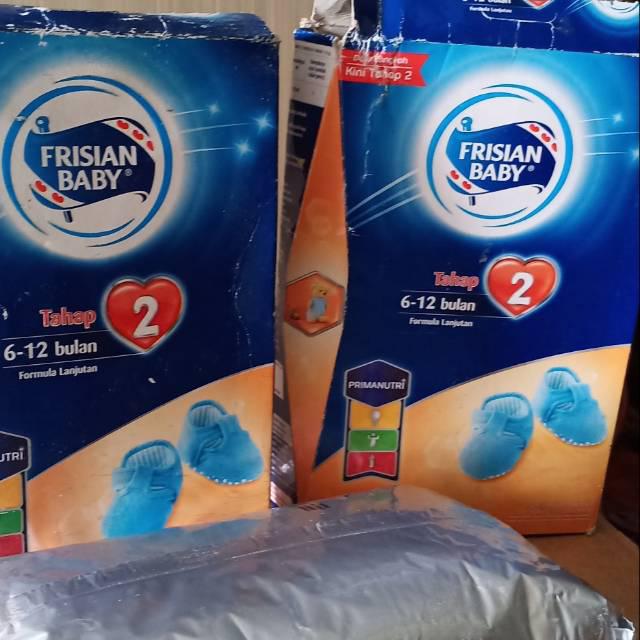 FRISIAN
BABY®
Tahap
2
6-12 bulan
Formula Lanjutan
Kini Tahap 2
FRISIAN
BABY®
Tahap
2
6-12 bulan
Formula Lanjutan
PRIMANUTRI